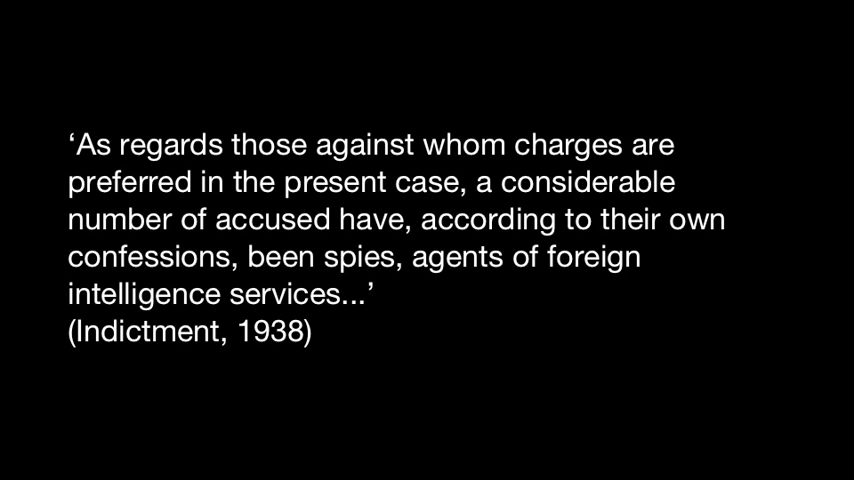 ‘As regards those against whom charges are
preferred in the present case, a considerable
number of accused have, according to their own
confessions, been spies, agents of foreign
intelligence services...’
(Indictment, 1938)